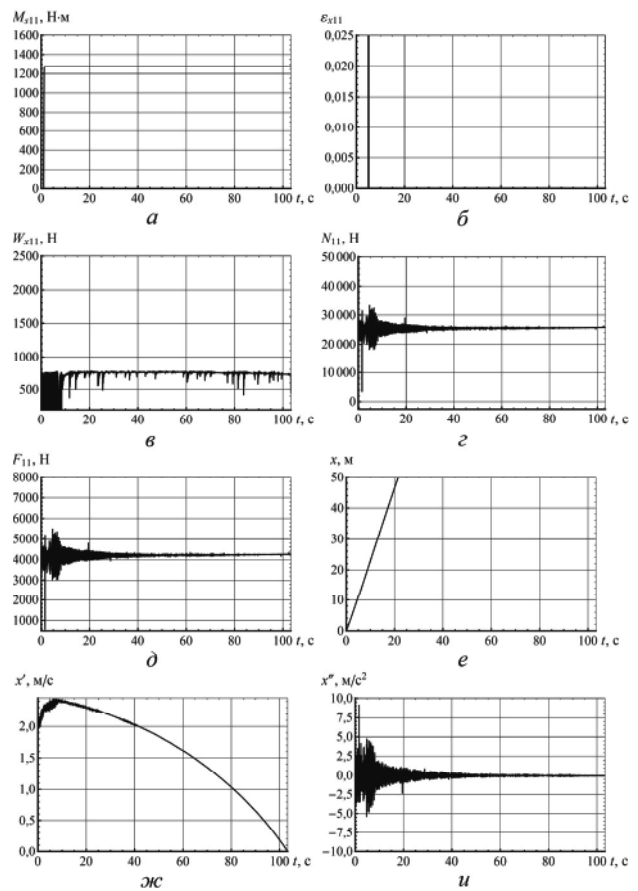 M_s11, Н·м
1600
1400
1200
1000
800
600
400
200
0
0 20 40 60 80 100 t, с
а
ε_x11
0,025
0,020
0,015
0,010
0,005
0,000
0 20 40 60 80 100 t, с
б
W_x11, Н
2500
2000
1500
1000
500
0 20 40 60 80 100 t, с
в
N_11, Н
50 000
40 000
30 000
20 000
10 000
0
0 20 40 60 80 100 t, с
г
F_11, Н
8000
7000
6000
5000
4000
3000
2000
1000
0 20 40 60 80 100 t, с
д
x, м
50
40
30
20
10
0
0 20 40 60 80 100 t, с
е
x′, м/с
2,0
1,5
1,0
0,5
0,0
0 20 40 60 80 100 t, с
ж
x″, м/с²
10,0
7,5
5,0
2,5
0,0
−2,5
−5,0
−7,5
−10,0
0 20 40 60 80 100 t, с
и